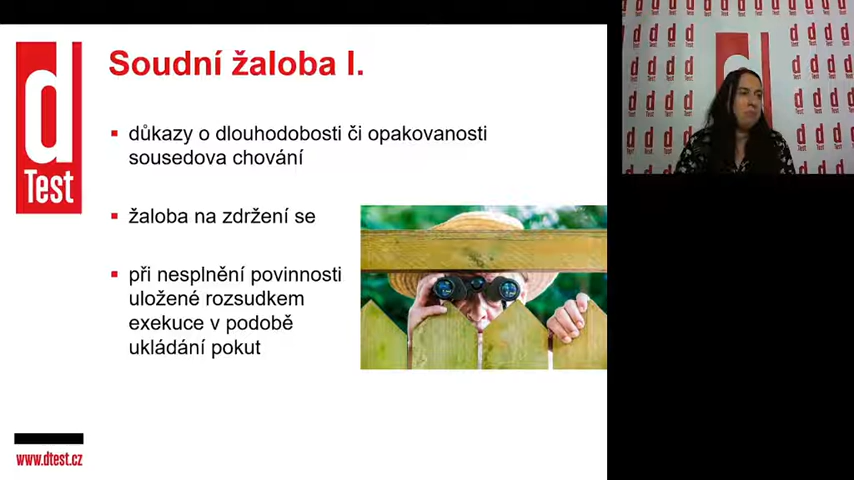 Soudní žaloba I.
d
Test
důkazy o dlouhodobosti či opakovanosti
sousedova chování
žaloba na zdržení se
při nesplnění povinnosti
uložené rozsudkem
exekuce v podobě
ukládání pokut
www.dtest.cz